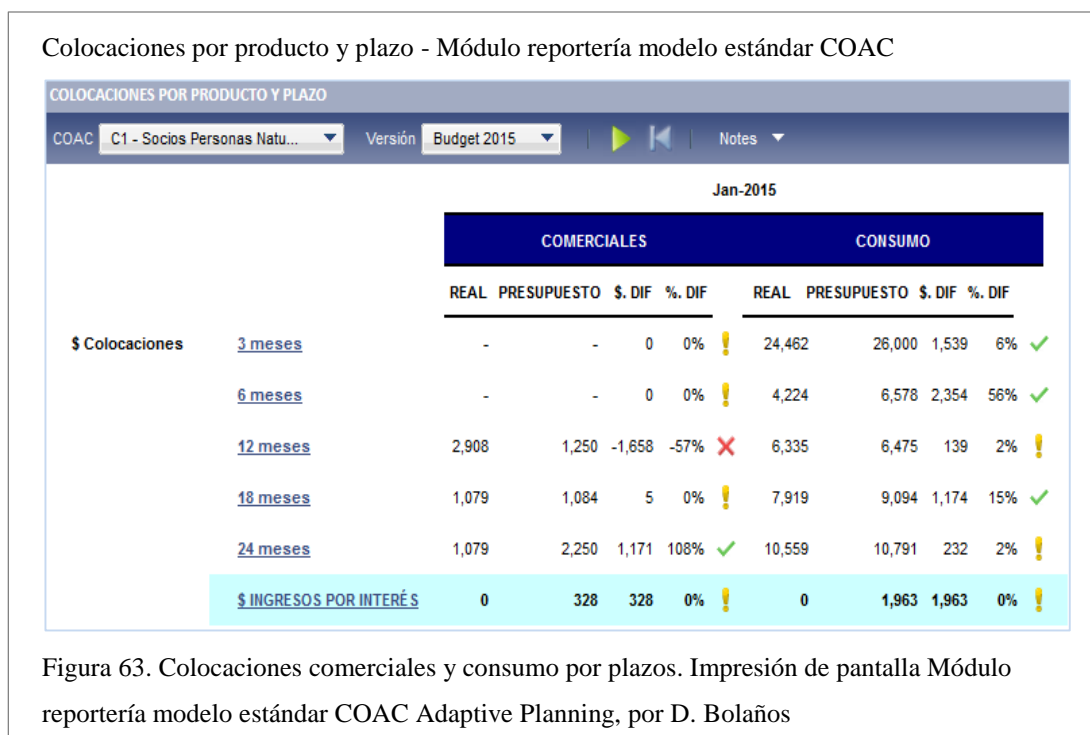 Colocaciones por producto y plazo - Módulo reportería modelo estándar COAC
COLOCACIONES POR PRODUCTO Y PLAZO
COAC C1 - Socios Personas Natu... Versión Budget 2015 Notes
Jan-2015
COMERCIALES CONSUMO
REAL PRESUPUESTO $. DIF %. DIF REAL PRESUPUESTO $. DIF %. DIF
$ Colocaciones 3 meses - - 0 0% 24,462 26,000 1,539 6%
6 meses - - 0 0% 4,224 6,578 2,354 56%
12 meses 2,908 1,250 -1,658 -57% 6,335 6,475 139 2%
18 meses 1,079 1,084 5 0% 7,919 9,094 1,174 15%
24 meses 1,079 2,250 1,171 108% 10,559 10,791 232 2%
$ INGRESOS POR INTERÉS 0 328 328 0% 0 1,963 1,963 0%
Figura 63. Colocaciones comerciales y consumo por plazos. Impresión de pantalla Módulo
reportería modelo estándar COAC Adaptive Planning, por D. Bolaños